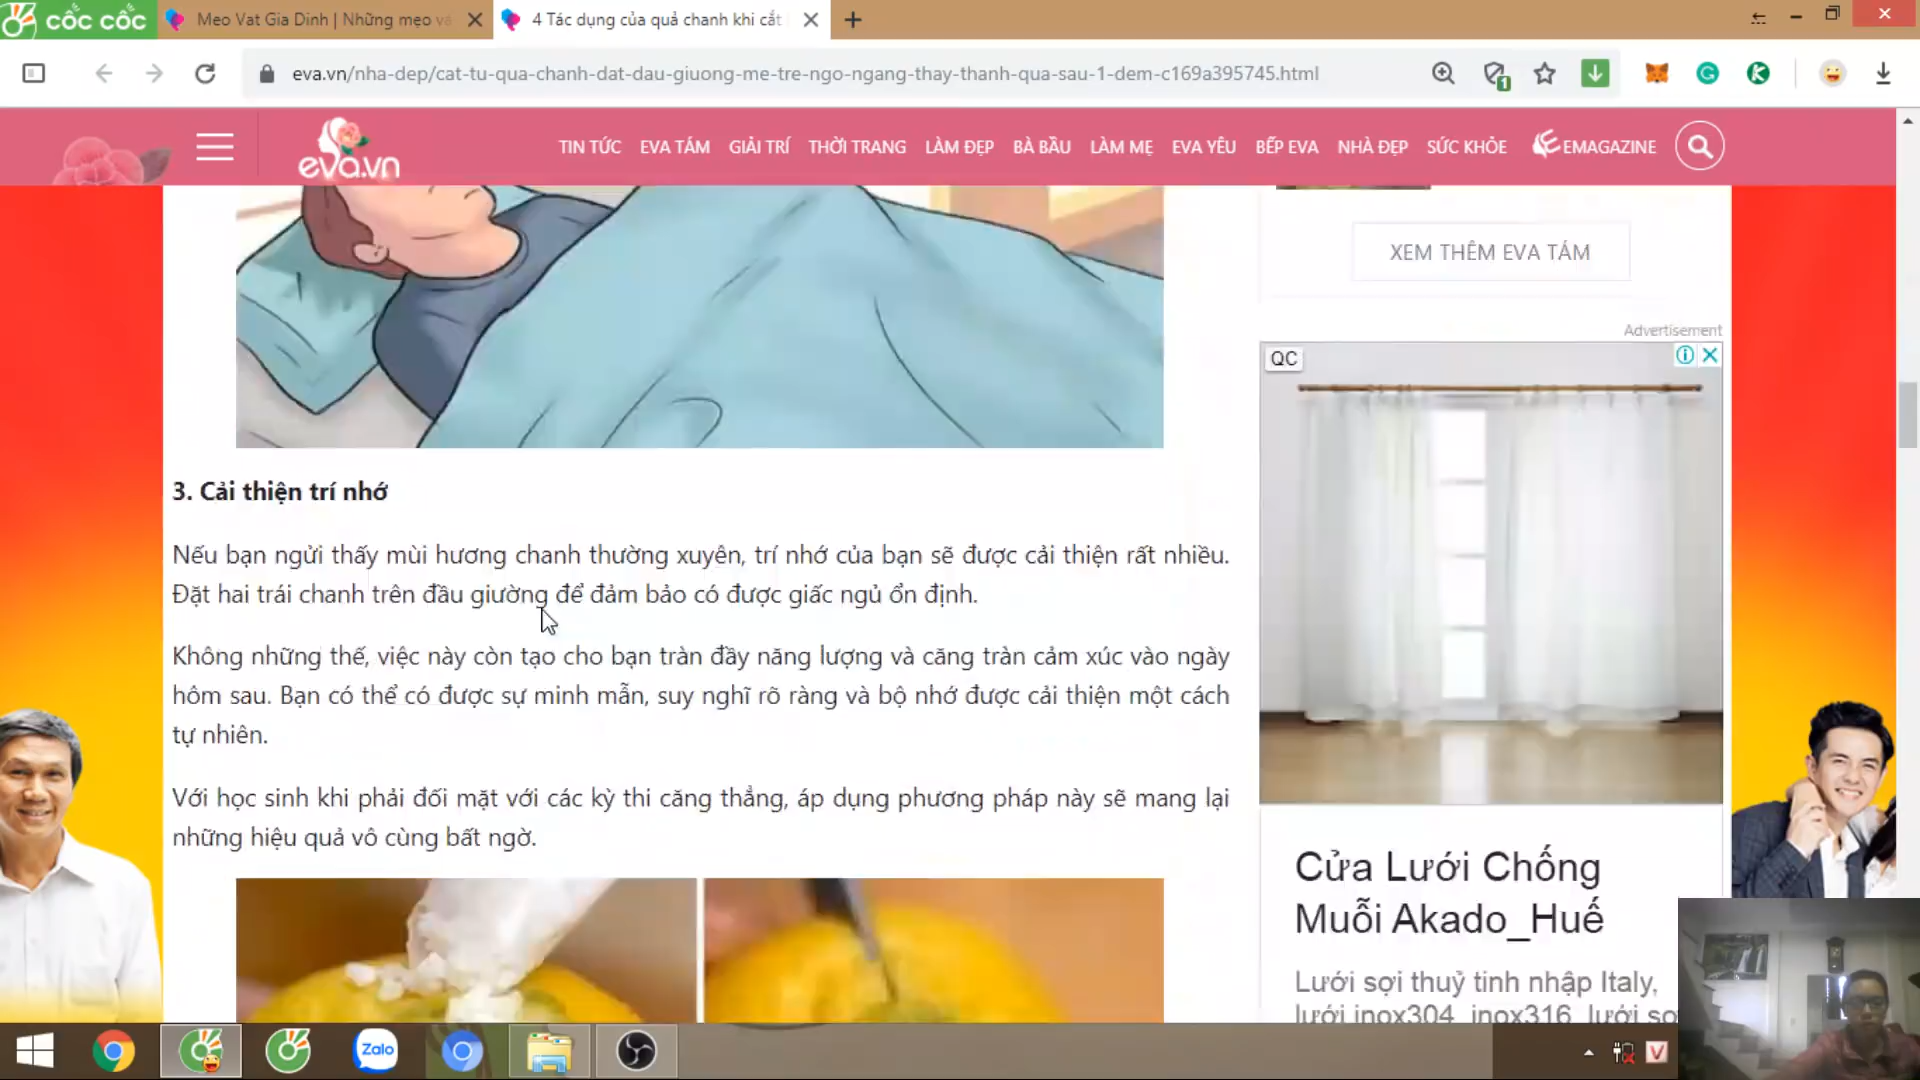 cốc cốc
Meo Vat Gia Dinh | Những mẹo vặ
4 Tác dụng của quả chanh khi cắt
eva.vn/nha-dep/cat-tu-qua-chanh-dat-dau-giuong-me-tre-ngo-ngang-thay-thanh-qua-sau-1-dem-c169a395745.html
1
eva.vn
TIN TỨC EVA TÁM GIẢI TRÍ THỜI TRANG LÀM ĐẸP BÀ BẦU LÀM MẸ EVA YÊU BẾP EVA NHÀ ĐẸP SỨC KHỎE EMAGAZINE
XEM THÊM EVA TÁM
Advertisement
QC
3. Cải thiện trí nhớ
Nếu bạn ngửi thấy mùi hương chanh thường xuyên, trí nhớ của bạn sẽ được cải thiện rất nhiều.
Đặt hai trái chanh trên đầu giường để đảm bảo có được giấc ngủ ổn định.
Không những thế, việc này còn tạo cho bạn tràn đầy năng lượng và căng tràn cảm xúc vào ngày
hôm sau. Bạn có thể có được sự minh mẫn, suy nghĩ rõ ràng và bộ nhớ được cải thiện một cách
tự nhiên.
Với học sinh khi phải đối mặt với các kỳ thi căng thẳng, áp dụng phương pháp này sẽ mang lại
những hiệu quả vô cùng bất ngờ.
Cửa Lưới Chống
Muỗi Akado_Huế
Lưới sợi thuỷ tinh nhập Italy,
lưới inox304, inox316, lưới sợ
Zalo
V